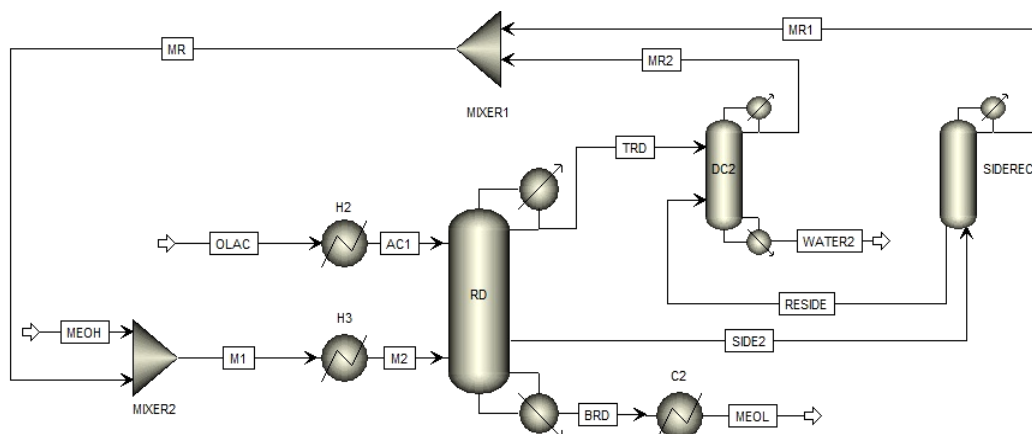 MR
MR1
MR2
MIXER1
TRD
DC2
SIDEREC
H2
OLAC
AC1
WATER2
RD
RESIDE
MEOH
H3
SIDE2
M1
M2
C2
MIXER2
BRD
MEOL